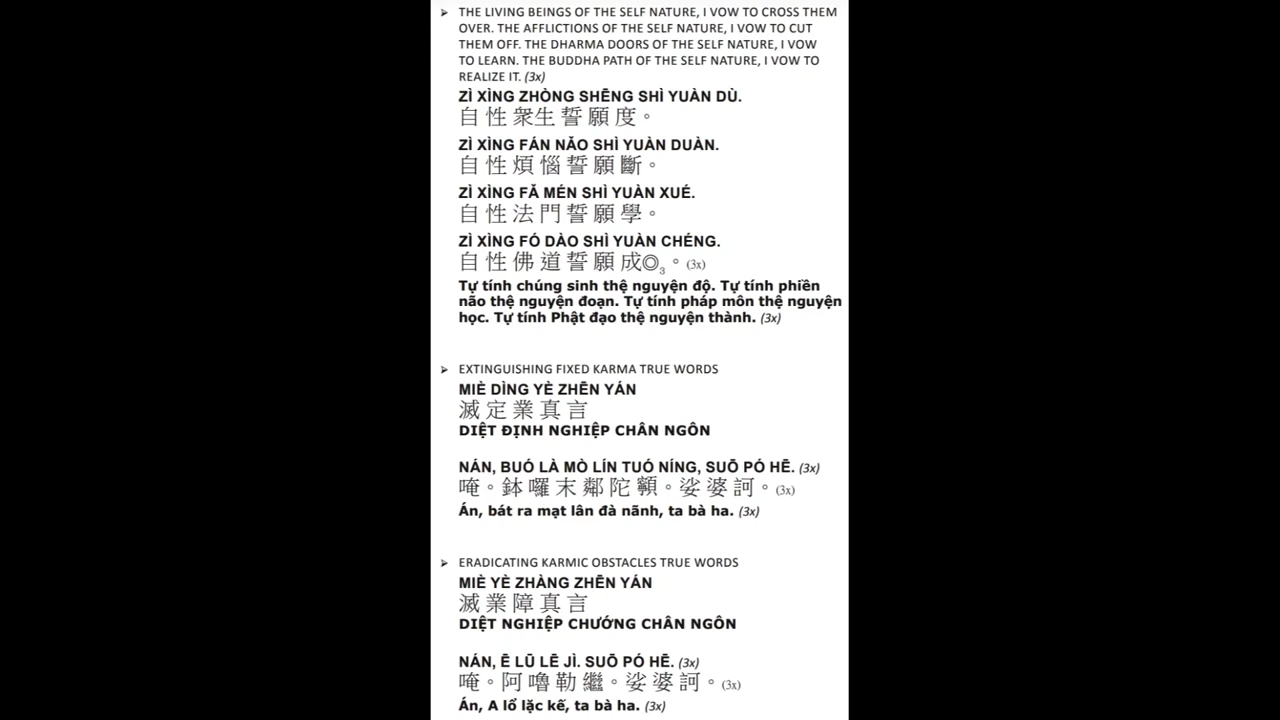 ➢ THE LIVING BEINGS OF THE SELF NATURE, I VOW TO CROSS THEM
OVER. THE AFFLICTIONS OF THE SELF NATURE, I VOW TO CUT
THEM OFF. THE DHARMA DOORS OF THE SELF NATURE, I VOW
TO LEARN. THE BUDDHA PATH OF THE SELF NATURE, I VOW TO
REALIZE IT. (3x)
ZÌ XÌNG ZHÒNG SHĒNG SHÌ YUÀN DÙ.
自性衆生誓願度。
ZÌ XÌNG FÁN NǍO SHÌ YUÀN DUÀN.
自性煩惱誓願斷。
ZÌ XÌNG FǍ MÉN SHÌ YUÀN XUÉ.
自性法門誓願學。
ZÌ XÌNG FÓ DÀO SHÌ YUÀN CHÉNG.
自性佛道誓願成◎3。(3x)
Tự tính chúng sinh thệ nguyện độ. Tự tính phiền
não thệ nguyện đoạn. Tự tính pháp môn thệ nguyện
học. Tự tính Phật đạo thệ nguyện thành. (3x)
➢ EXTINGUISHING FIXED KARMA TRUE WORDS
MIÈ DÌNG YÈ ZHĒN YÁN
滅定業真言
DIỆT ĐỊNH NGHIỆP CHÂN NGÔN
NÁN, BUÓ LÀ MÒ LÍN TUÓ NÍNG, SUŌ PÓ HĒ. (3x)
唵。鉢囉末鄰陀。娑婆訶。(3x)
Án, bát ra mạt lân đà nãnh, ta bà ha. (3x)
➢ ERADICATING KARMIC OBSTACLES TRUE WORDS
MIÈ YÈ ZHÀNG ZHĒN YÁN
滅業障真言
DIỆT NGHIỆP CHƯỚNG CHÂN NGÔN
NÁN, Ē LŪ LĒ JÌ. SUŌ PÓ HĒ. (3x)
唵。阿嚕勒繼。娑婆訶。(3x)
Án, A lổ lặc kế, ta bà ha. (3x)